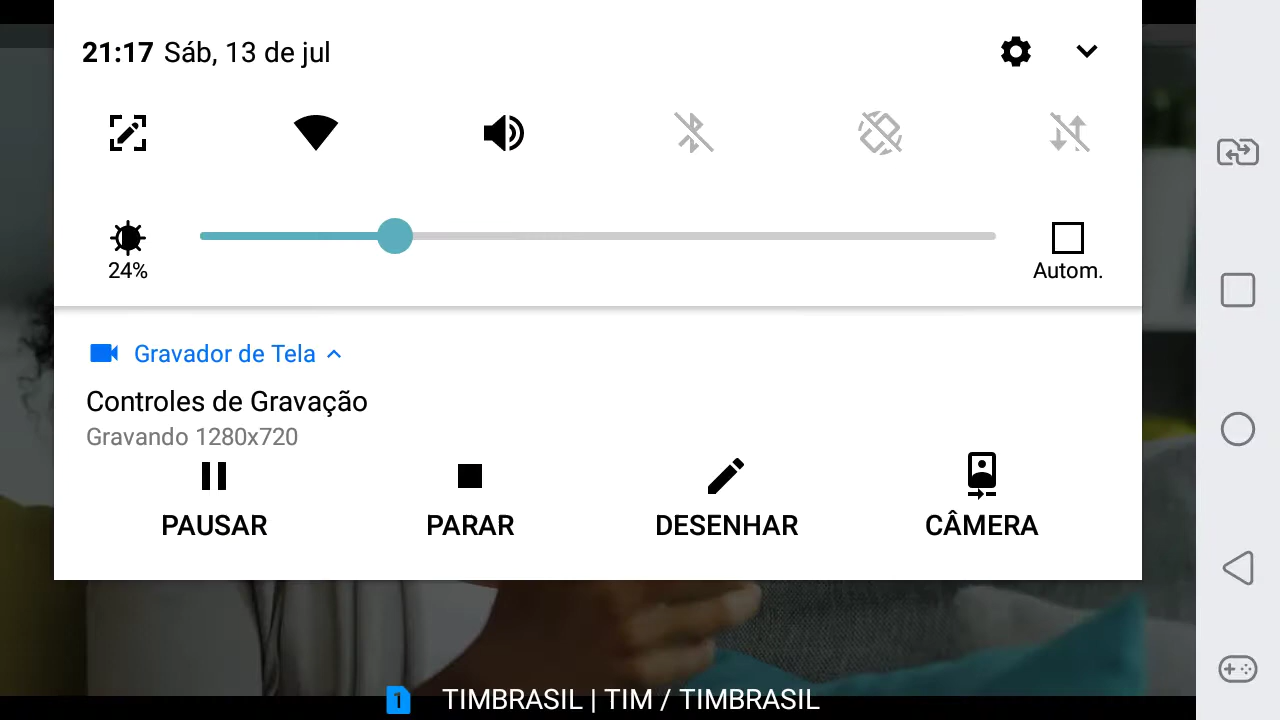 21:17 Sáb, 13 de jul
24%
Autom.
Gravador de Tela
Controles de Gravação
Gravando 1280x720
PAUSAR PARAR DESENHAR CÂMERA
1 TIMBRASIL | TIM / TIMBRASIL